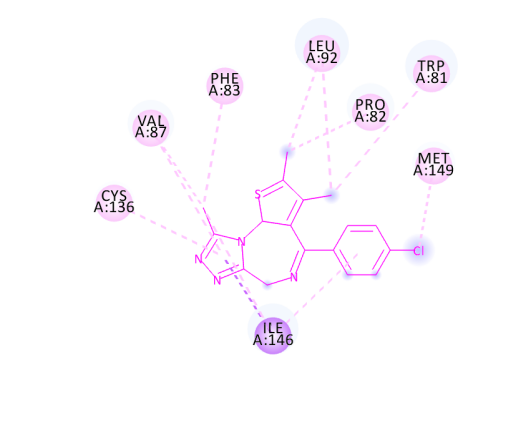 LEU
A:92
TRP
A:81
PHE
A:83
PRO
A:82
VAL
A:87
MET
A:149
CYS
A:136
S
N
Cl
N
N
N
ILE
A:146